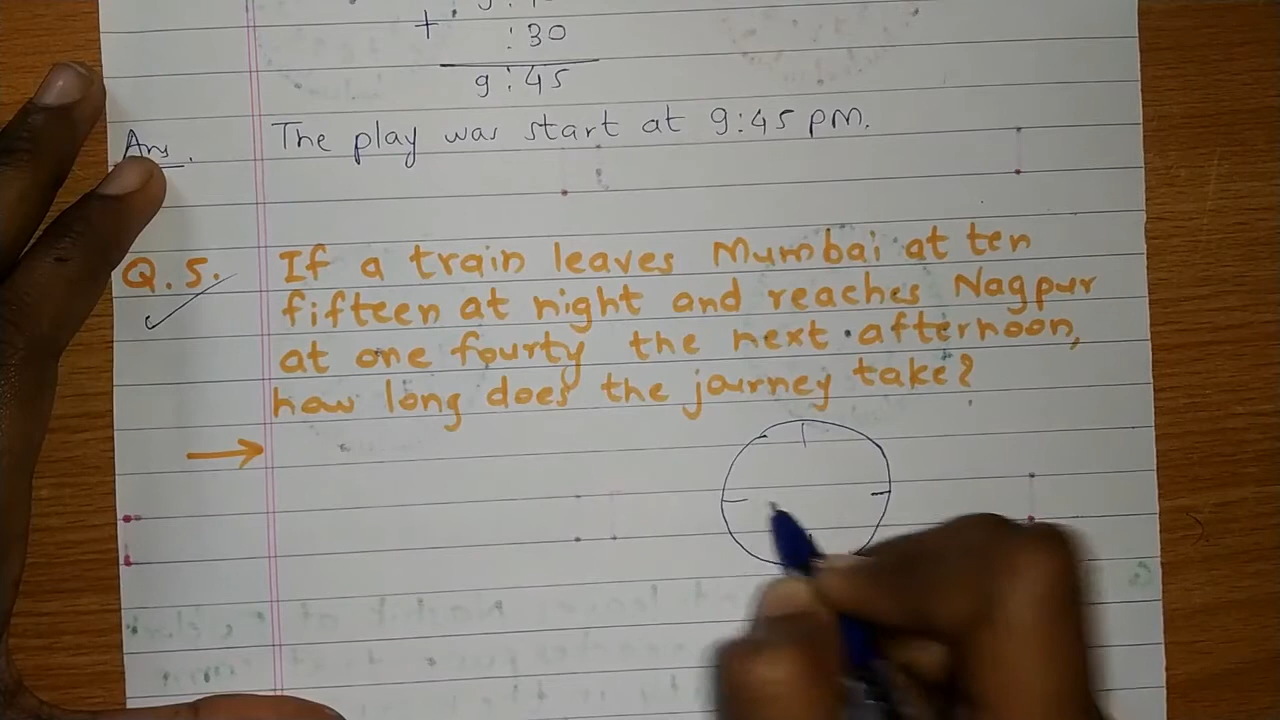 + :30
9:45
Ans. The play was start at 9:45 pm.
Q.5. If a train leaves Mumbai at ten
fifteen at night and reaches Nagpur
at one fourty the next afternoon,
how long does the journey take?